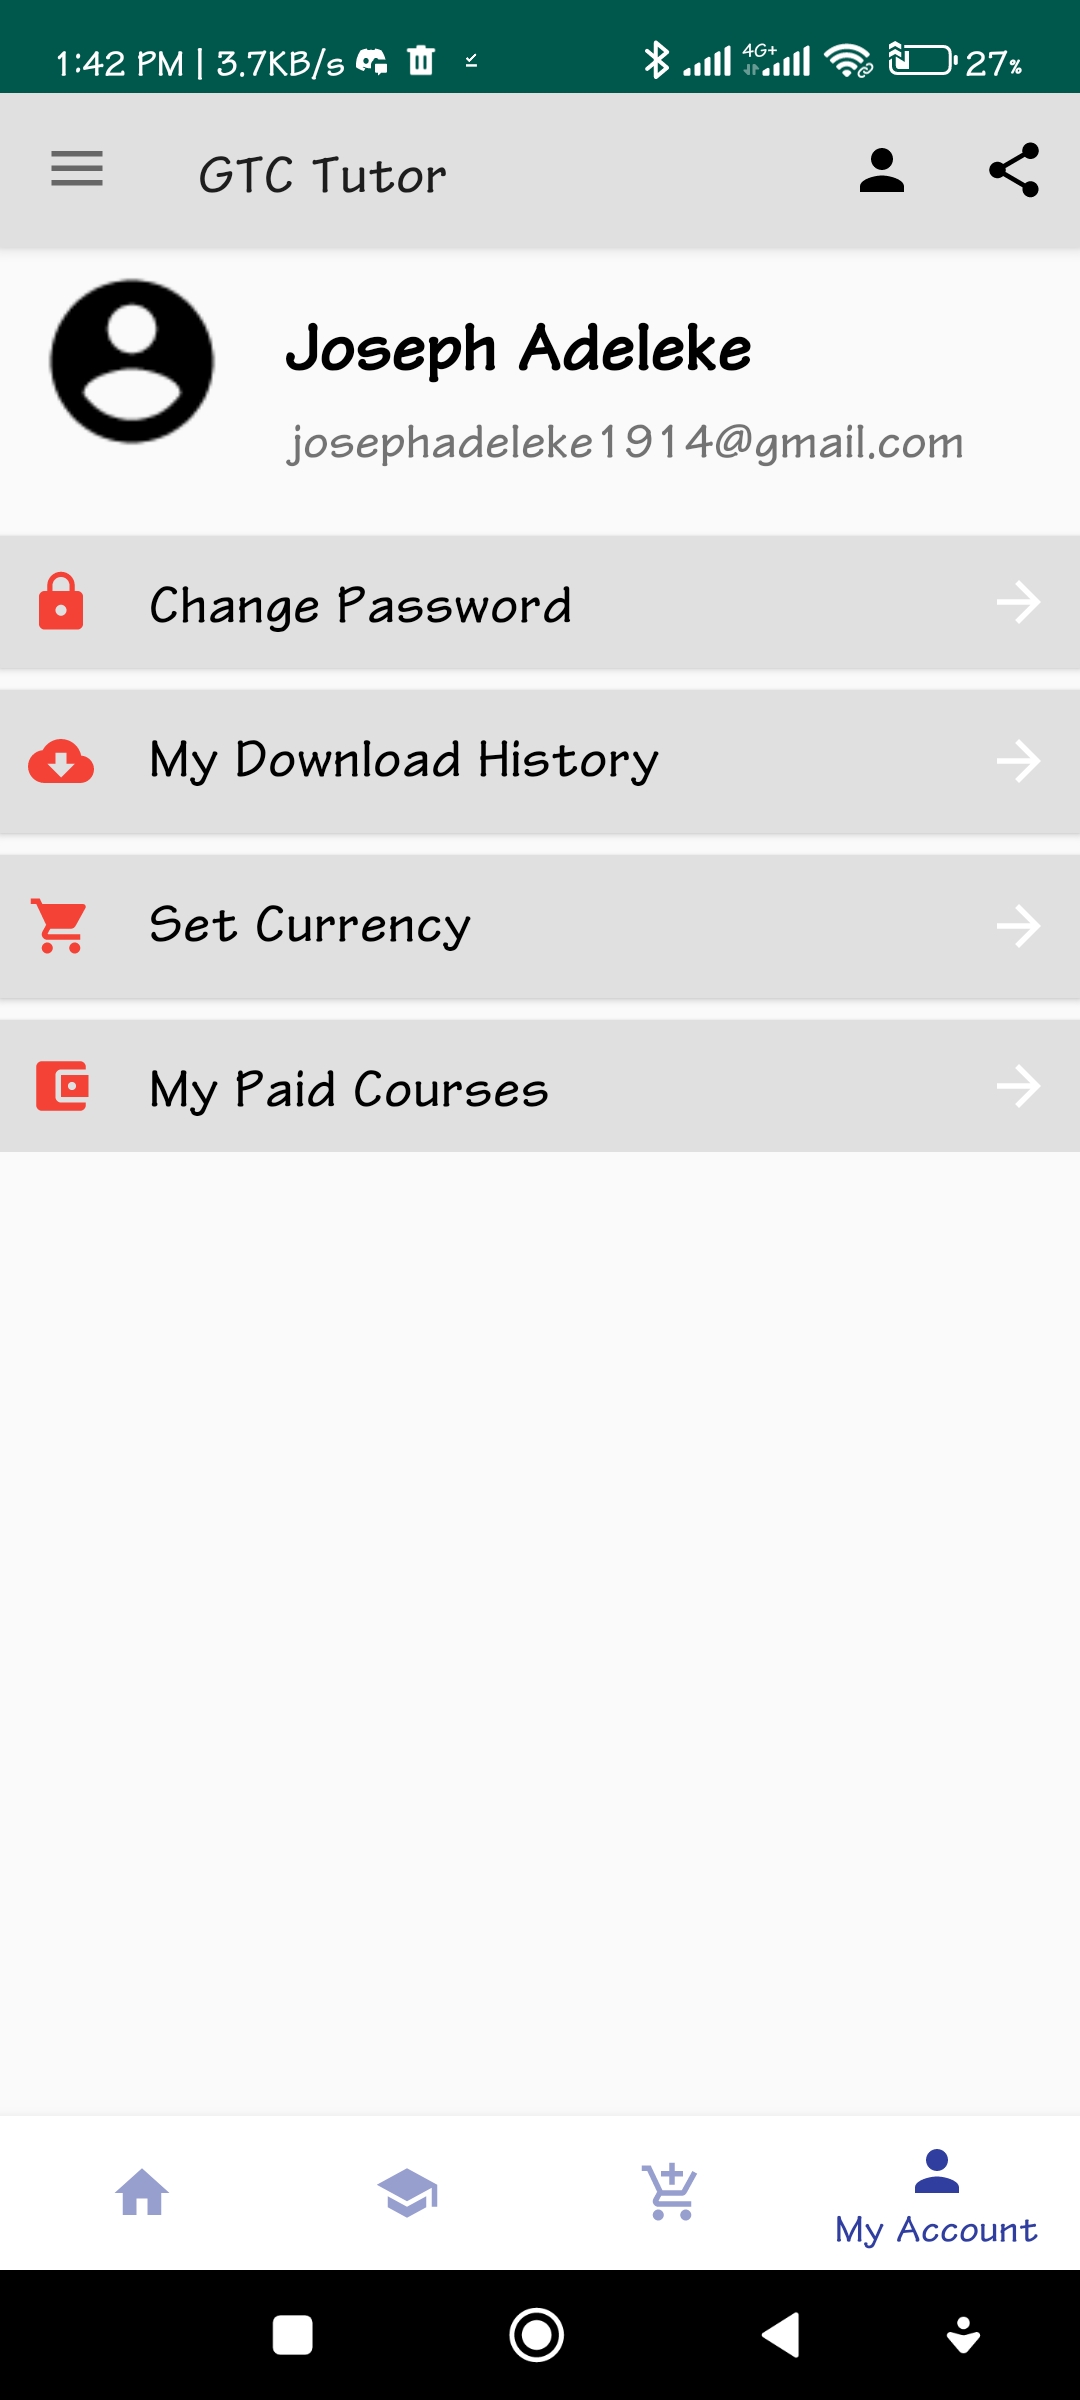 1:42 PM | 3.7KB/s 4G+ 27%
GTC Tutor
Joseph Adeleke
josephadeleke1914@gmail.com
Change Password
My Download History
Set Currency
My Paid Courses
My Account